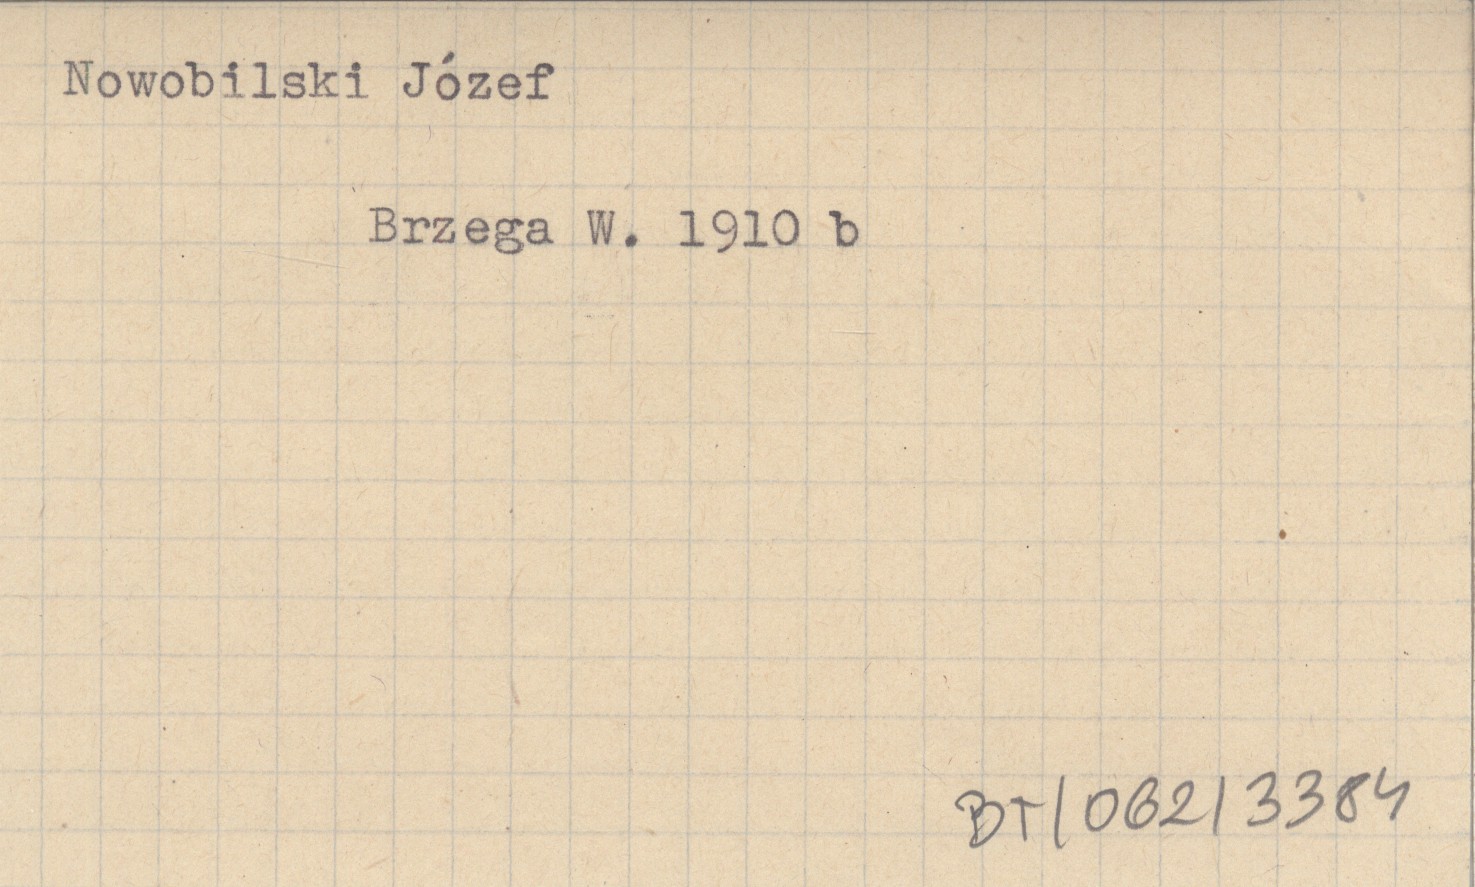 Nowobilski Józef
Brzega W. 1910 b
BT/062/3384